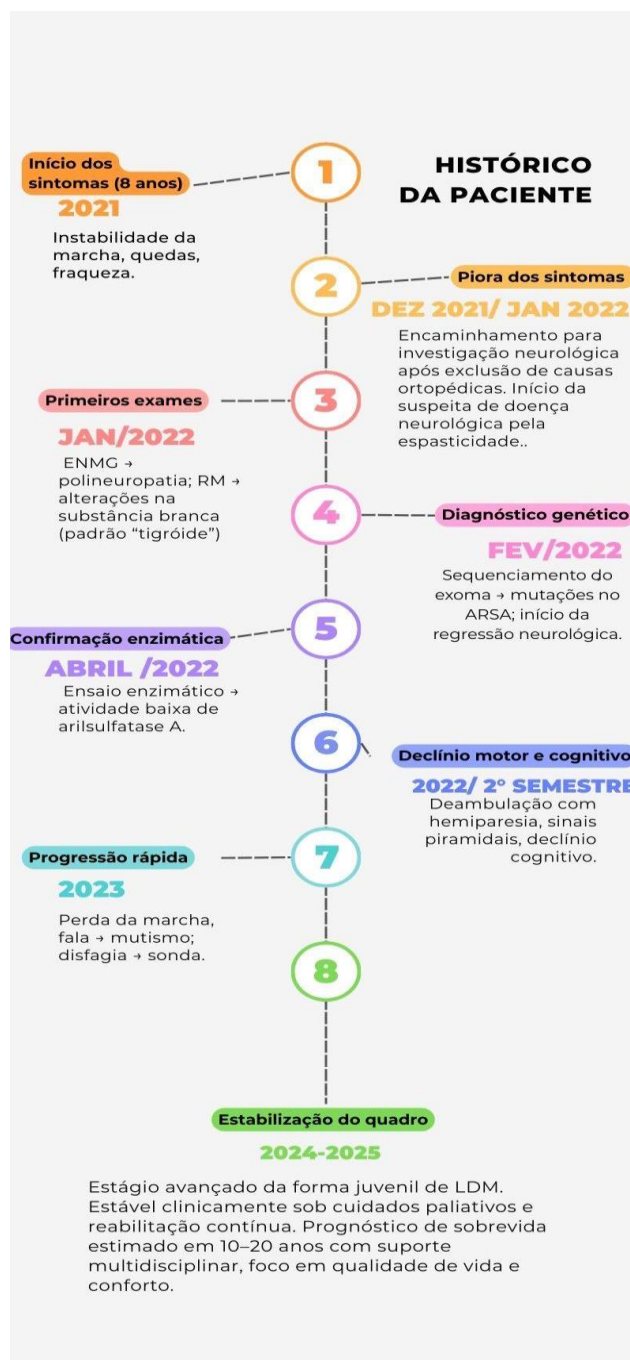 HISTÓRICO
DA PACIENTE
1
Início dos
sintomas (8 anos)
2021
Instabilidade da
marcha, quedas,
fraqueza.
2
Piora dos sintomas
DEZ 2021/ JAN 2022
Encaminhamento para
investigação neurológica
após exclusão de causas
ortopédicas. Início da
suspeita de doença
neurológica pela
espasticidade..
3
Primeiros exames
JAN/2022
ENMG →
polineuropatia; RM →
alterações na
substância branca
(padrão “tigróide”)
4
Diagnóstico genético
FEV/2022
Sequenciamento do
exoma → mutações no
ARSA; início da
regressão neurológica.
5
Confirmação enzimática
ABRIL /2022
Ensaio enzimático →
atividade baixa de
arilsulfatase A.
6
Declínio motor e cognitivo
2022/ 2° SEMESTRE
Deambulação com
hemiparesia, sinais
piramidais, declínio
cognitivo.
7
Progressão rápida
2023
Perda da marcha,
fala → mutismo;
disfagia → sonda.
8
Estabilização do quadro
2024-2025
Estágio avançado da forma juvenil de LDM.
Estável clinicamente sob cuidados paliativos e
reabilitação contínua. Prognóstico de sobrevida
estimado em 10–20 anos com suporte
multidisciplinar, foco em qualidade de vida e
conforto.